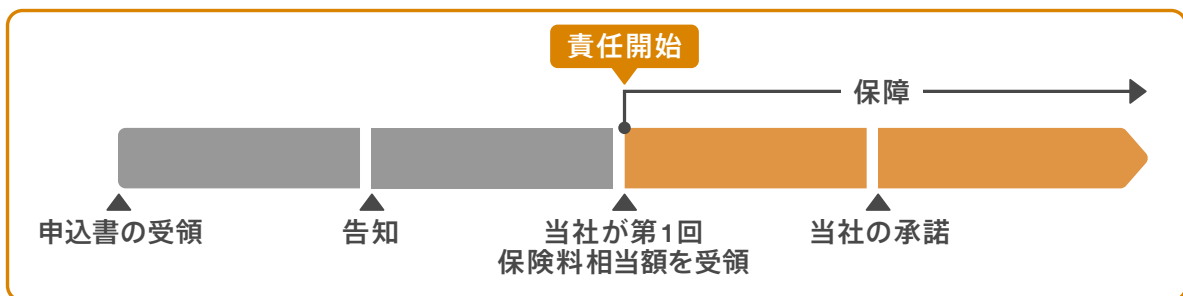 責任開始
保障
申込書の受領
告知
当社が第1回
保険料相当額を受領
当社の承諾